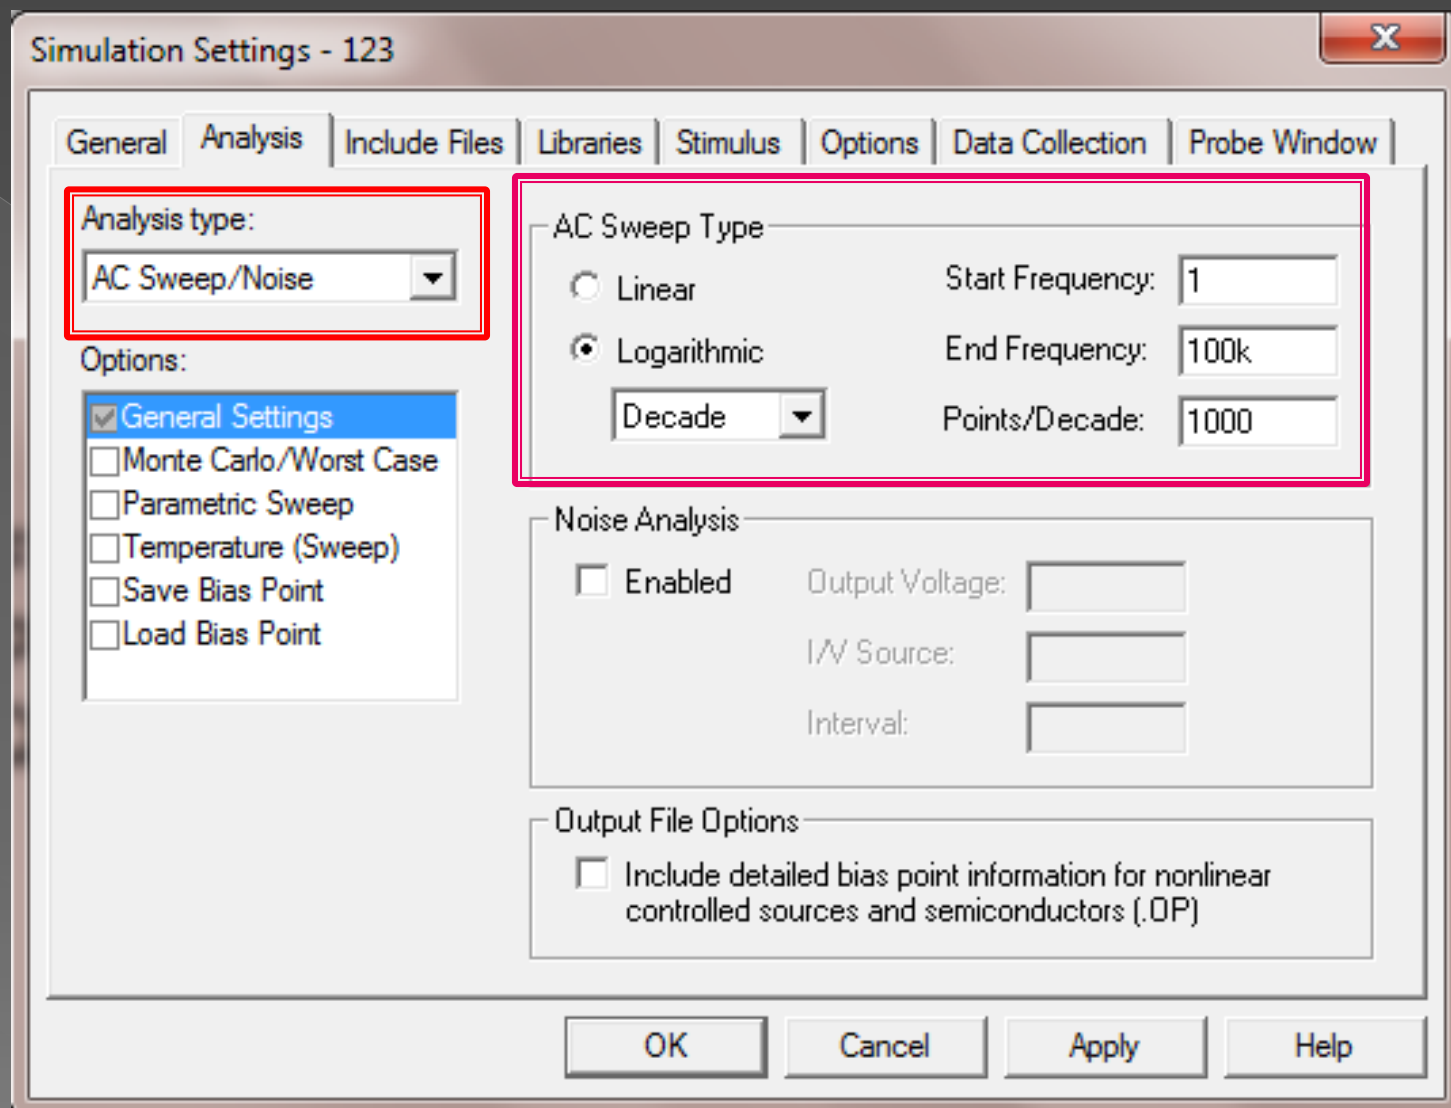 Simulation Settings - 123
General Analysis Include Files Libraries Stimulus Options Data Collection Probe Window
Analysis type:
AC Sweep/Noise
Options:
General Settings
Monte Carlo/Worst Case
Parametric Sweep
Temperature (Sweep)
Save Bias Point
Load Bias Point
AC Sweep Type
Linear
Logarithmic
Decade
Start Frequency: 1
End Frequency: 100k
Points/Decade: 1000
Noise Analysis
Enabled
Output Voltage:
I/V Source:
Interval:
Output File Options
Include detailed bias point information for nonlinear
controlled sources and semiconductors (.OP)
OK Cancel Apply Help